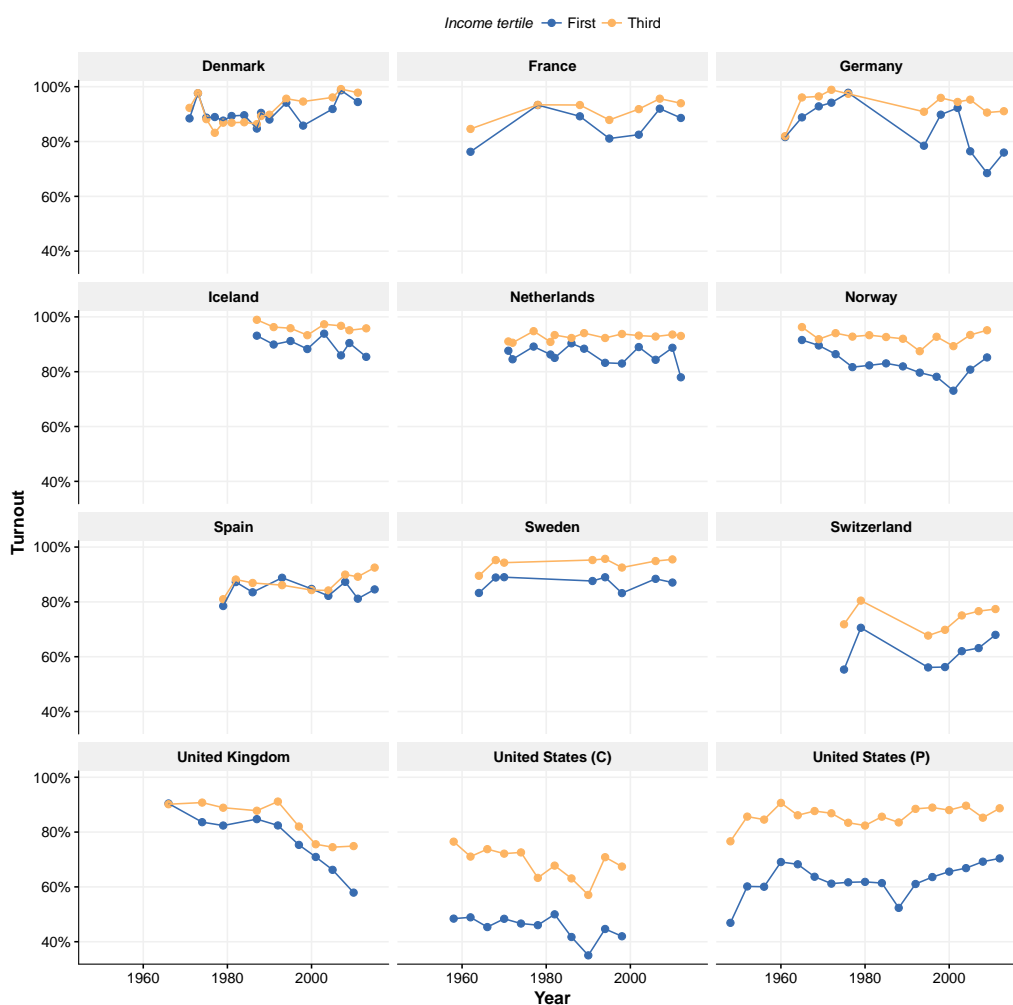 Income tertile First Third
Denmark France Germany
100%
80%
60%
40%
Iceland Netherlands Norway
100%
80%
60%
40%
Spain Sweden Switzerland
100%
80%
60%
40%
United Kingdom United States (C) United States (P)
100%
80%
60%
40%
1960 1980 2000 1960 1980 2000 1960 1980 2000
Year
Turnout